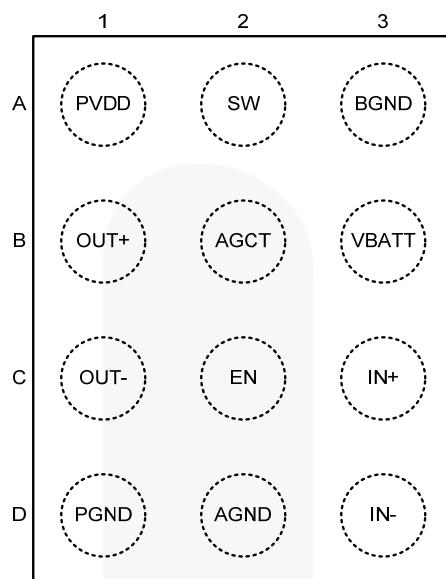 1 2 3
A PVDD SW BGND
B OUT+ AGCT VBATT
C OUT- EN IN+
D PGND AGND IN-